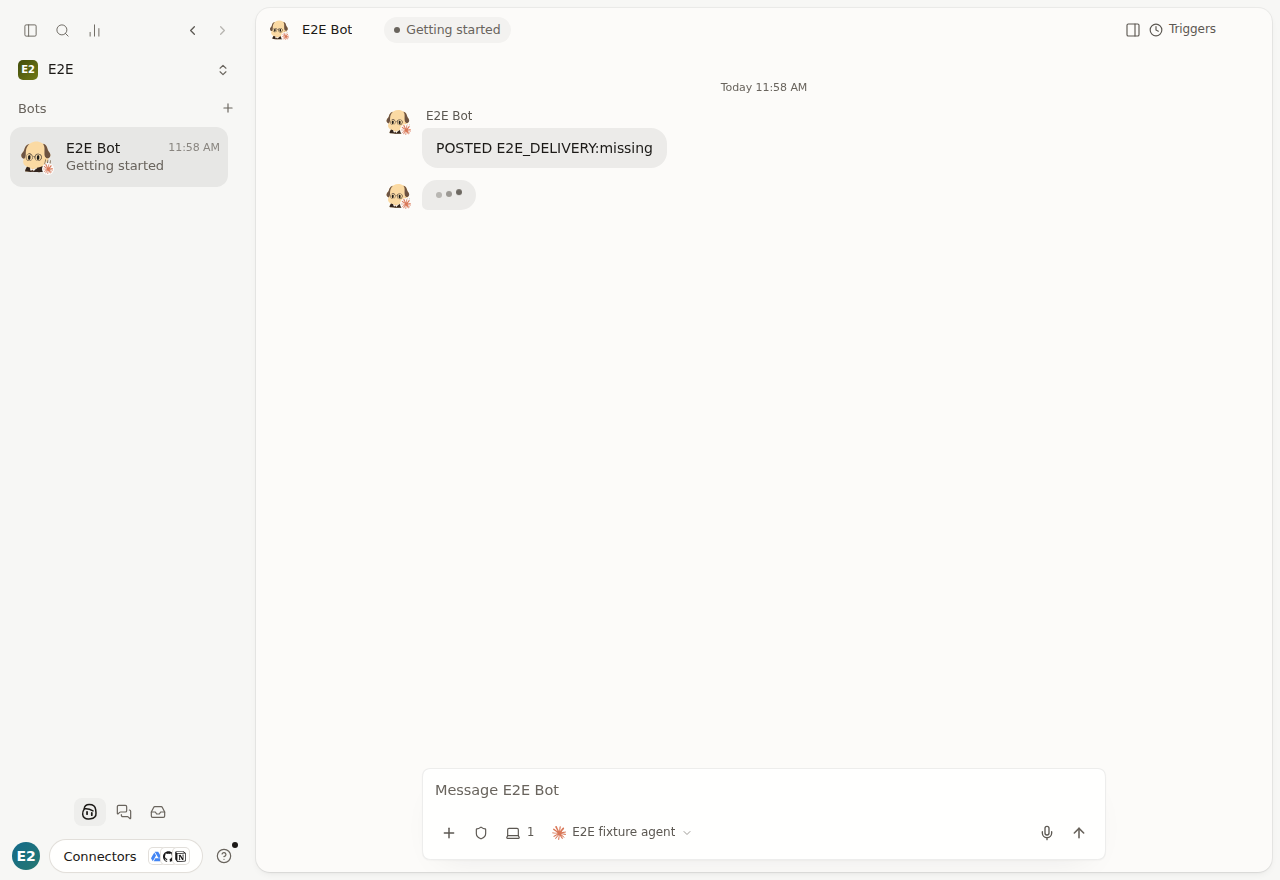 E2 E2E
Bots
E2E Bot 11:58 AM
Getting started
E2 Connectors
E2E Bot Getting started Triggers
Today 11:58 AM
E2E Bot
POSTED E2E_DELIVERY:missing
Message E2E Bot
1 E2E fixture agent